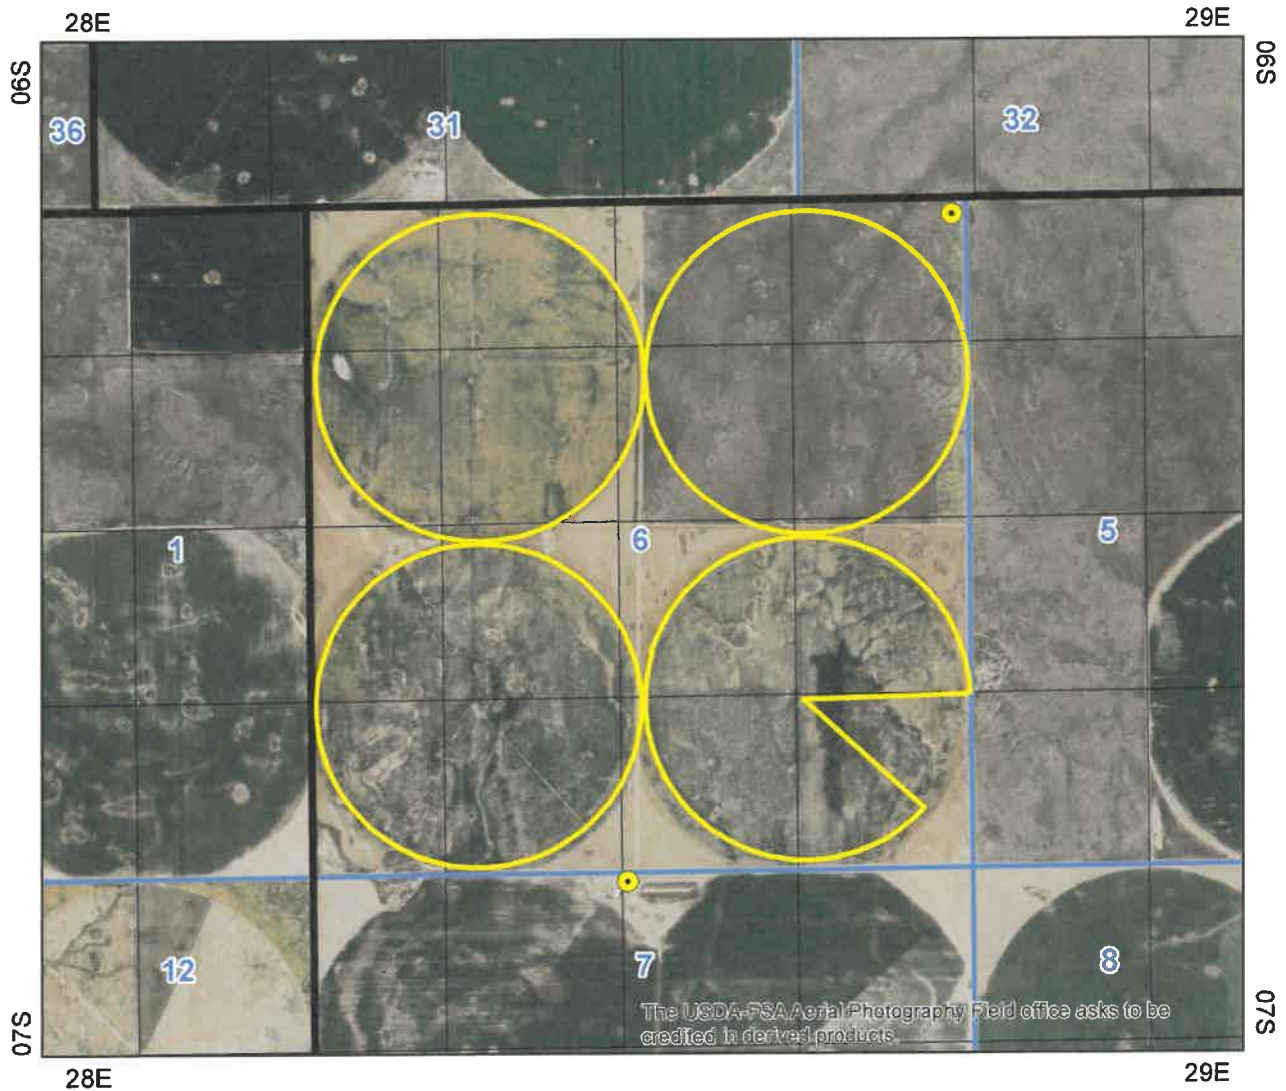 28E 29E
06S 06S
36 31 32
1 6 5
12 7 8
The USDA-FSA Aerial Photography Field office asks to be
credited in derived products.
07S 07S
28E 29E